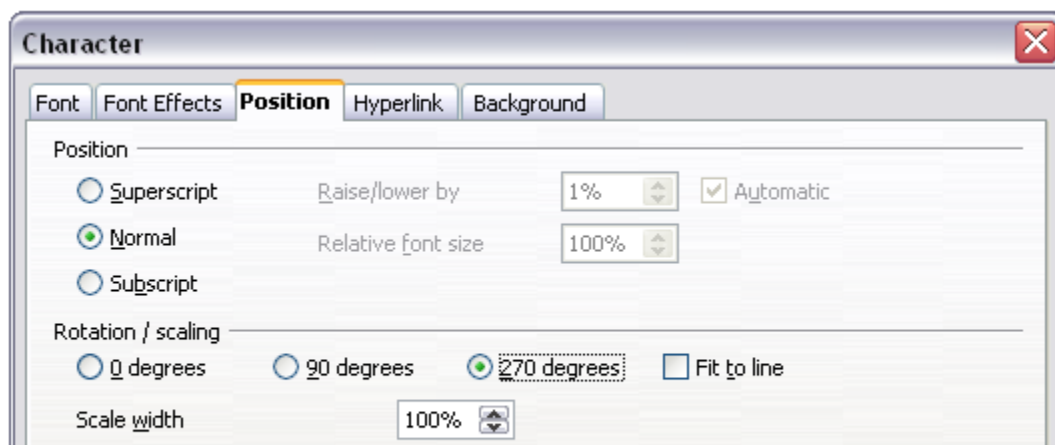 Character
Font Font Effects Position Hyperlink Background
Position
Superscript Raise/lower by 1% Automatic
Normal Relative font size 100%
Subscript
Rotation / scaling
0 degrees 90 degrees 270 degrees Fit to line
Scale width 100%